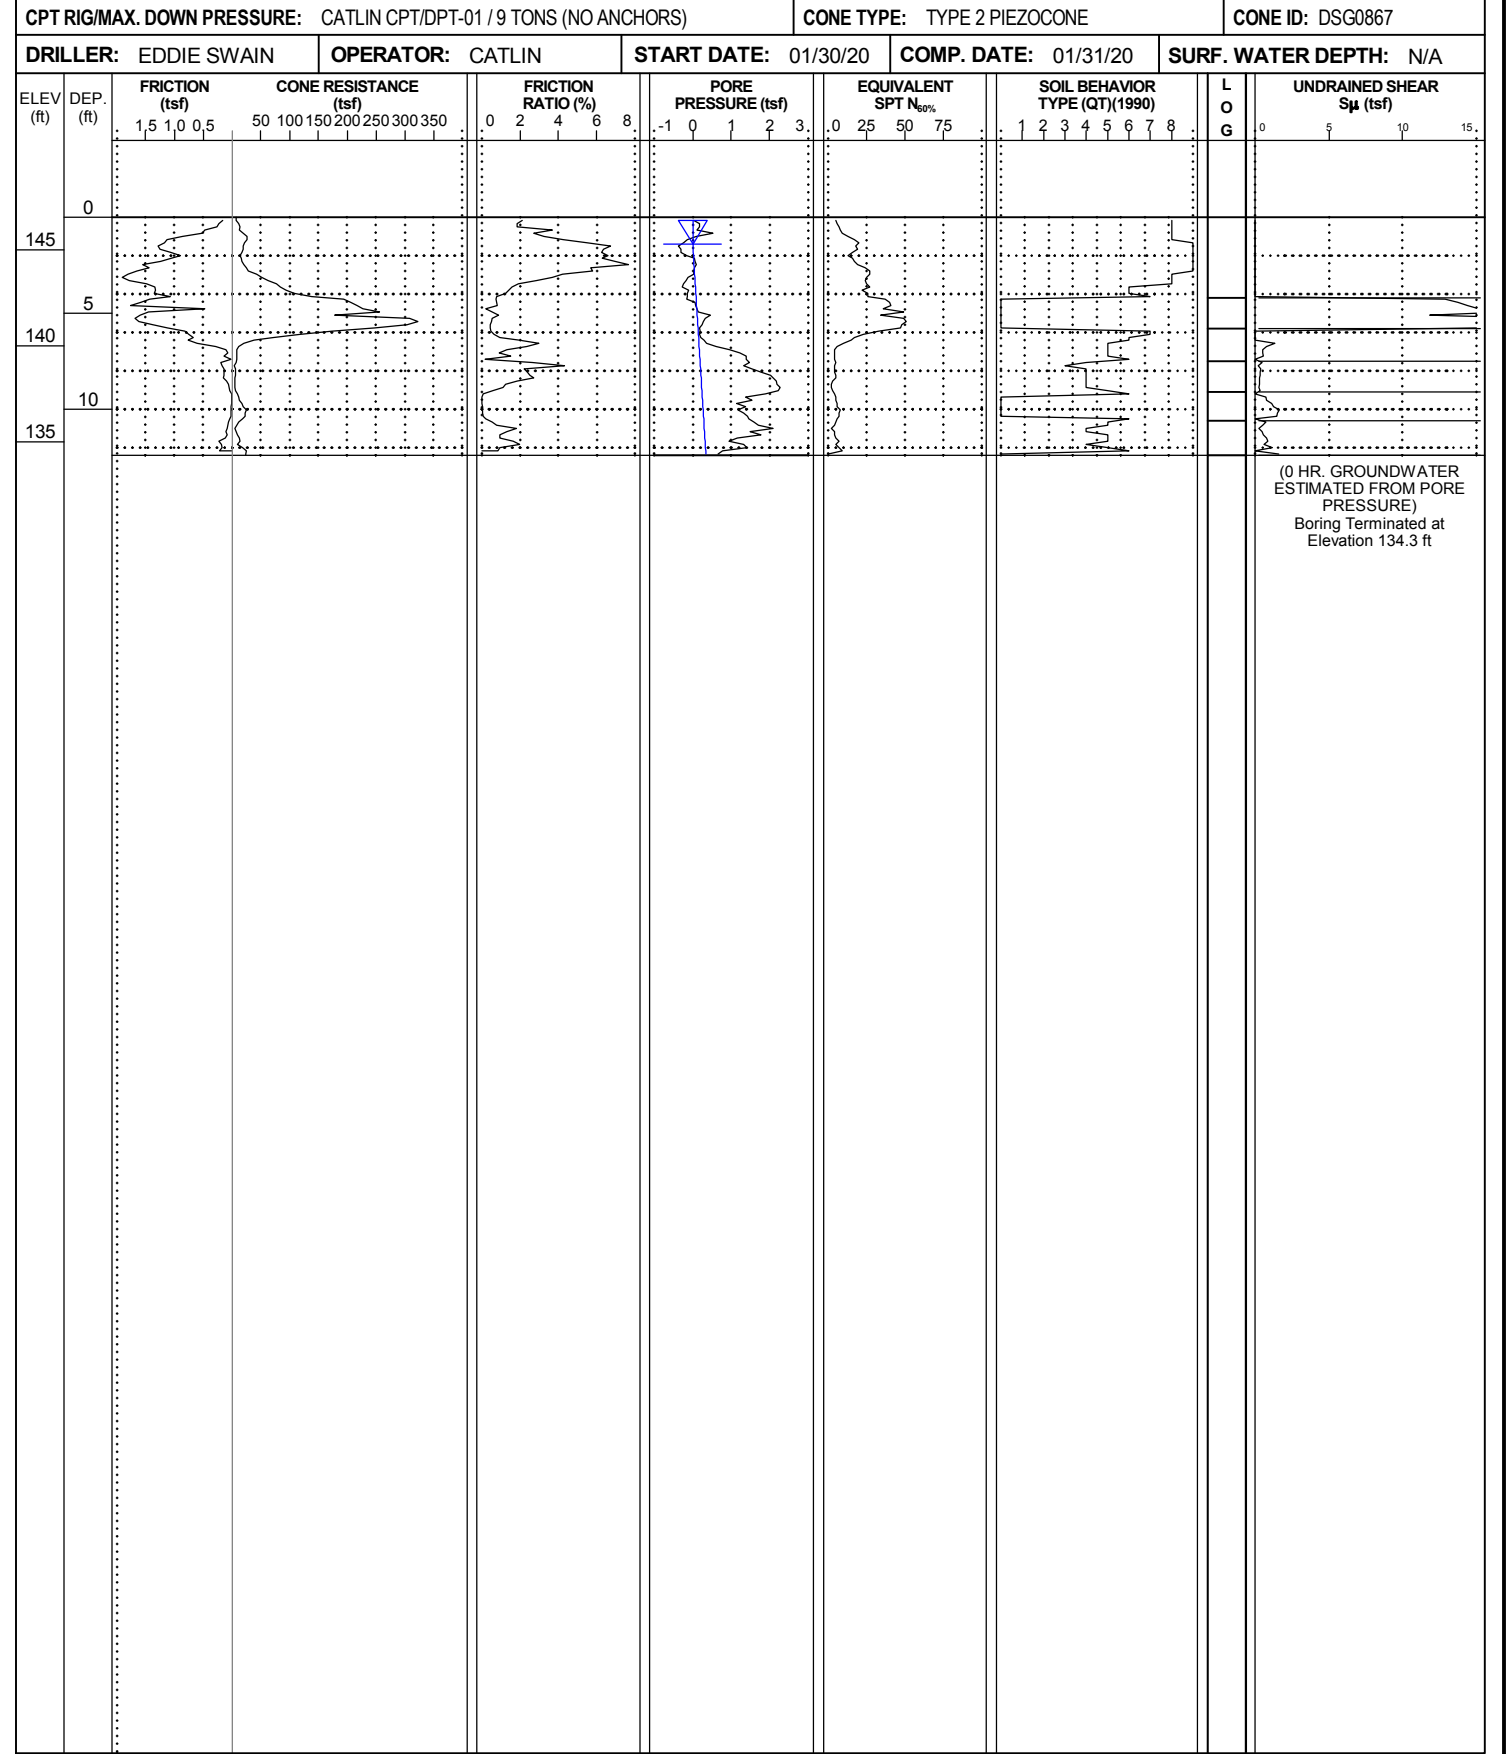 CPT RIG/MAX. DOWN PRESSURE: CATLIN CPT/DPT-01 / 9 TONS (NO ANCHORS) CONE TYPE: TYPE 2 PIEZOCONE CONE ID: DSG0867
DRILLER: EDDIE SWAIN OPERATOR: CATLIN START DATE: 01/30/20 COMP. DATE: 01/31/20 SURF. WATER DEPTH: N/A
ELEV (ft)
DEP. (ft)
FRICTION
(tsf)
1.5 1.0 0.5
CONE RESISTANCE
(tsf)
50 100 150 200 250 300 350
FRICTION
RATIO (%)
0 2 4 6 8
PORE
PRESSURE (tsf)
-1 0 1 2 3
EQUIVALENT
SPT N60%
0 25 50 75
SOIL BEHAVIOR
TYPE (QT)(1990)
1 2 3 4 5 6 7 8
L
O
G
UNDRAINED SHEAR
Sμ (tsf)
0 5 10 15
0
145
5
140
10
135
(0 HR. GROUNDWATER
ESTIMATED FROM PORE
PRESSURE)
Boring Terminated at
Elevation 134.3 ft